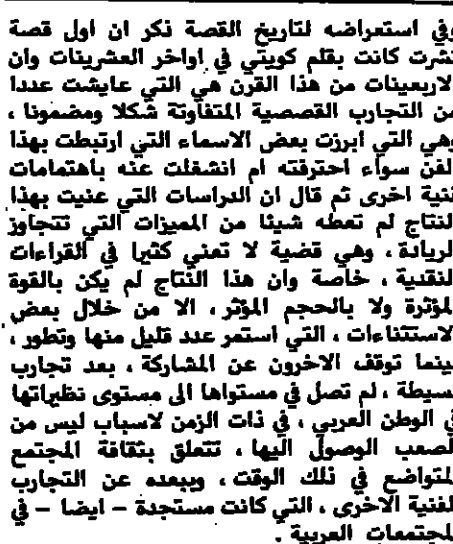 وفي استعراضه لتاريخ القصة ذكر ان اول قصة
نشرت كانت بقلم كويتي في اواخر العشرينات وان
الاربعينات من هذا القرن هي التي عايشت عددا
من التجارب القصصية المتفاوتة شكلا ومضمونا ،
وهي التي ابرزت بعض الاسماء التي ارتبطت بهذا
الفن سواء احترفته ام انشغلت عنه باهتمامات
فنية اخرى ثم قال ان الدراسات التي عنيت بهذا
النتاج لم تعطه شيئا من المميزات التي تتجاوز
الريادة ، وهي قضية لا تعني كثيرا في القراءات
النقدية ، خاصة وان هذا النتاج لم يكن بالقوة
المؤثرة ولا بالحجم المؤثر ، الا من خلال بعض
الاستثناءات ، التي استمر عدد قليل منها وتطور ،
بينما توقف الاخرون عن المشاركة ، بعد تجارب
بسيطة ، لم تصل في مستواها الى مستوى نظيراتها
في الوطن العربي ، في ذات الزمن لاسباب ليس من
الصعب الوصول اليها ، تتعلق بثقافة المجتمع
المتواضع في ذلك الوقت ، وببعده عن التجارب
الفنية الاخرى ، التي كانت مستجدة – ايضا – في
المجتمعات العربية .